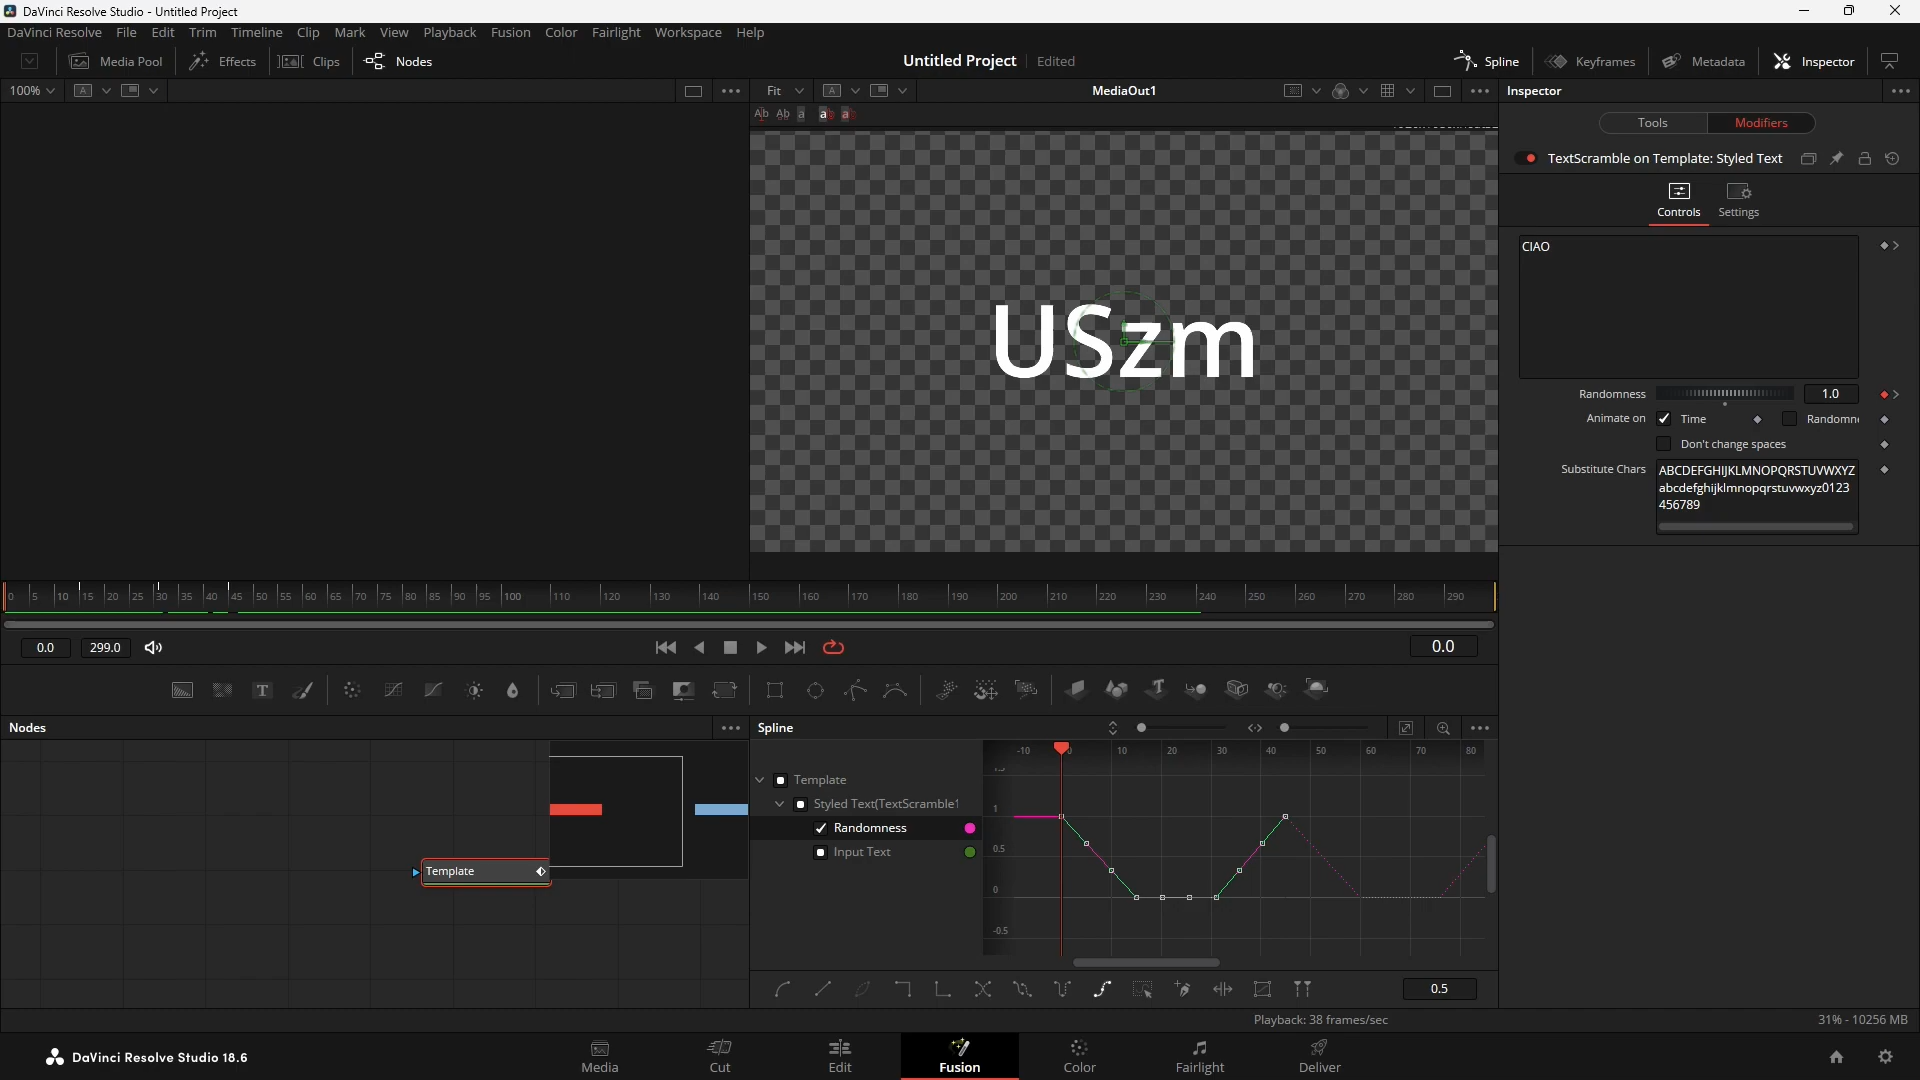 DaVinci Resolve Studio - Untitled Project
DaVinci Resolve File Edit Trim Timeline Clip Mark View Playback Fusion Color Fairlight Workspace Help
Media Pool Effects Clips Nodes Untitled Project Edited Spline Keyframes Metadata Inspector
100% A Fit A MediaOut1 Inspector
Ab Ab a a a
Tools Modifiers
TextScramble on Template: Styled Text
Controls Settings
CIAO
USzm
Randomness 1.0
Animate on Time Randomne
Don't change spaces
Substitute Chars ABCDEFGHIJKLMNOPQRSTUVWXYZ
abcdefghijklmnopqrstuvwxyz0123
456789
0 5 10 15 20 25 30 35 40 45 50 55 60 65 70 75 80 85 90 95 100 110 120 130 140 150 160 170 180 190 200 210 220 230 240 250 260 270 280 290
0.0 299.0 0.0
Nodes Spline
-10 0 10 20 30 40 50 60 70 80
Template
Styled Text(TextScramble1
Randomness
Input Text
1
0.5
0
-0.5
Template
0.5
Playback: 38 frames/sec 31% - 10256 MB
DaVinci Resolve Studio 18.6 Media Cut Edit Fusion Color Fairlight Deliver